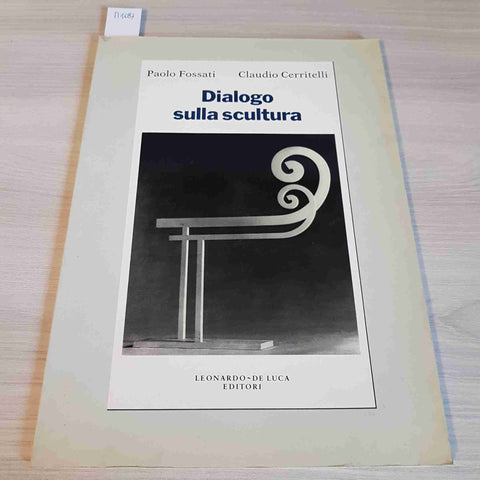 Paolo Fossati Claudio Cerritelli
Dialogo
sulla scultura
LEONARDO-DE LUCA
EDITORI